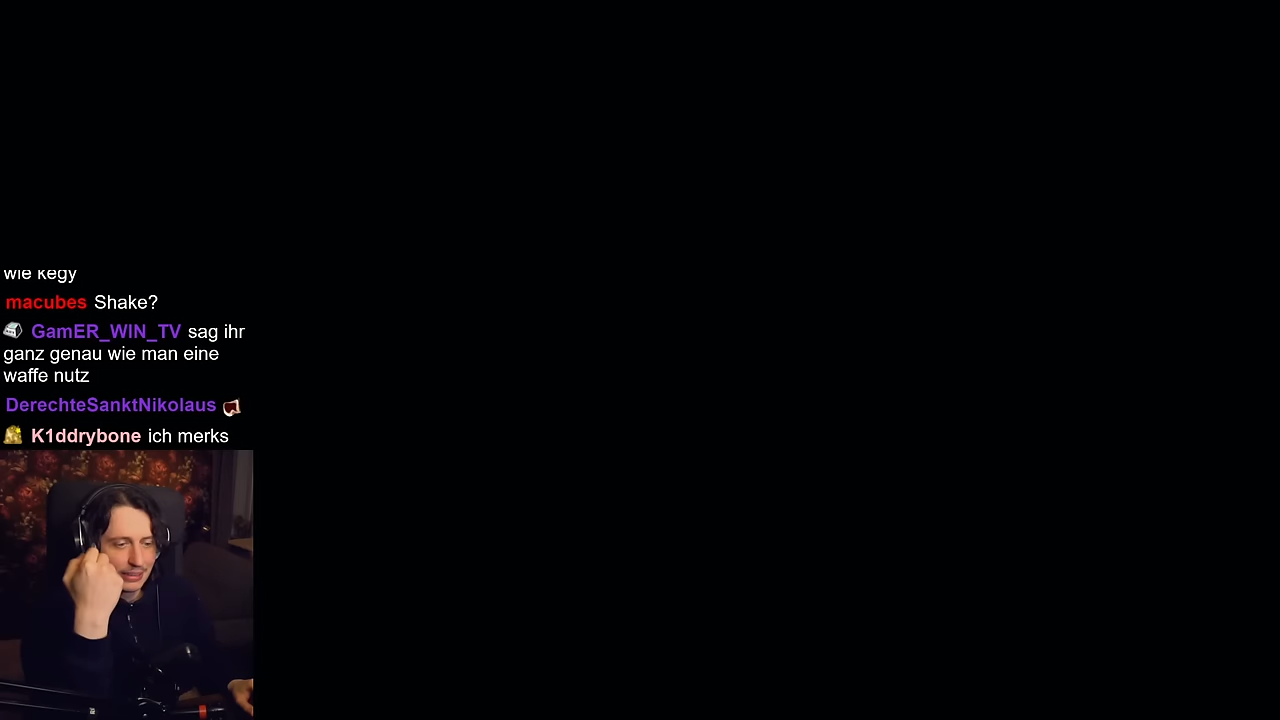 wie kegy
macubes Shake?
GamER_WIN_TV sag ihr
ganz genau wie man eine
waffe nutz
DerechteSanktNikolaus
K1ddrybone ich merks